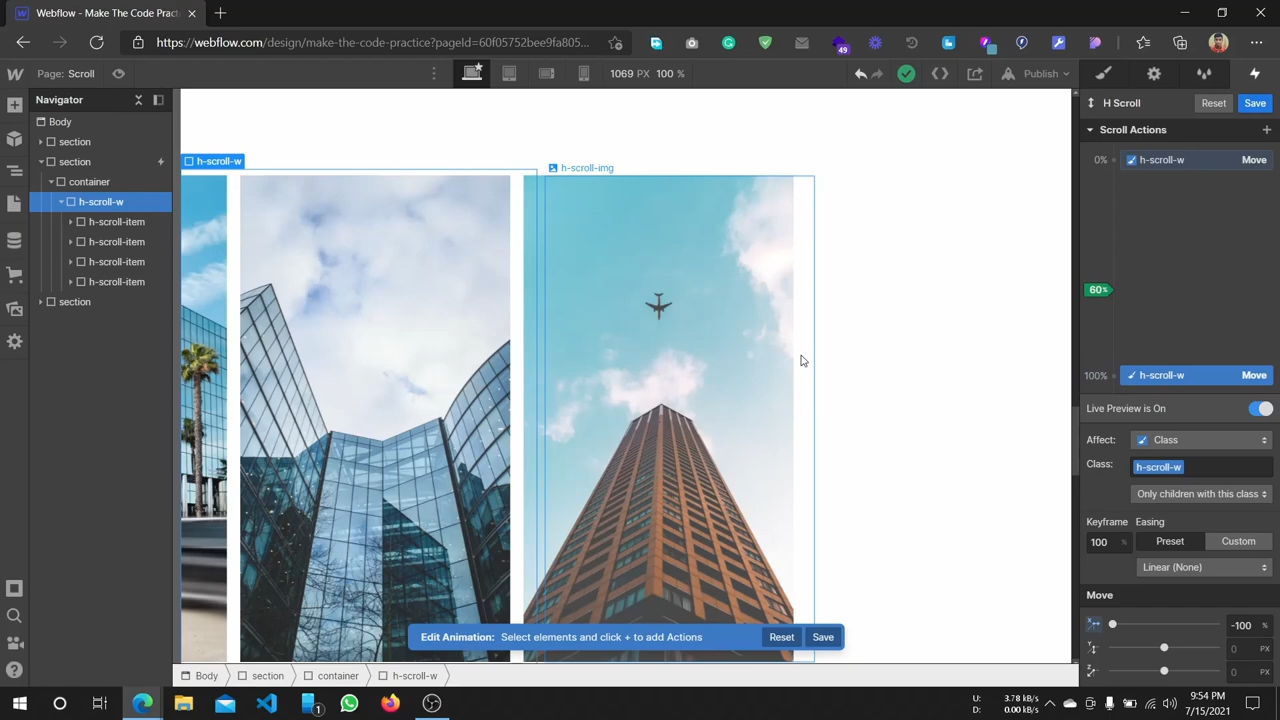 Webflow - Make The Code Pract
https://webflow.com/design/make-the-code-practice?pageId=60f05752bee9fa805...
49
Page: Scroll
1069 PX 100 %
Publish
Navigator
Body
section
section
container
h-scroll-w
h-scroll-item
h-scroll-item
h-scroll-item
h-scroll-item
section
h-scroll-w
h-scroll-img
Edit Animation: Select elements and click + to add Actions
Reset
Save
Body
section
container
h-scroll-w
H Scroll
Reset
Save
Scroll Actions
0%
h-scroll-w
Move
60%
100%
h-scroll-w
Move
Live Preview is On
Affect:
Class
Class:
h-scroll-w
Only children with this class
Keyframe
Easing
100 %
Preset
Custom
Linear (None)
Move
X
-100 %
Y
0 PX
Z
0 PX
1
U: 3.78 kB/s
D: 0.00 kB/s
9:54 PM
7/15/2021